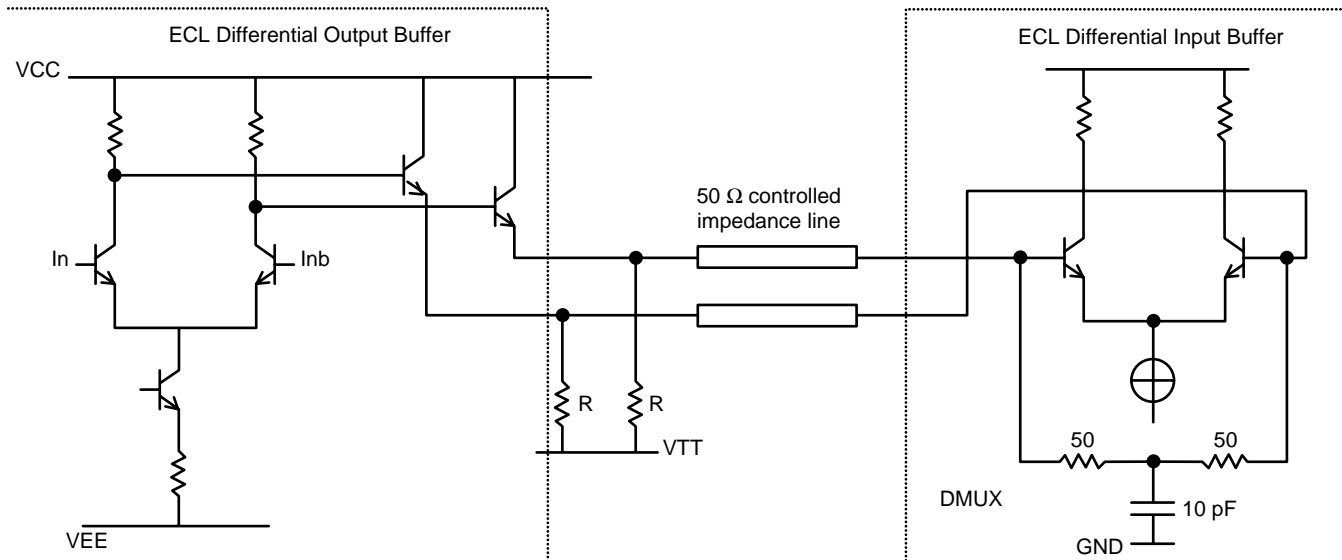 ECL Differential Output Buffer
ECL Differential Input Buffer
VCC
50 Ω controlled
impedance line
In
Inb
R
R
VTT
50
50
DMUX
10 pF
VEE
GND